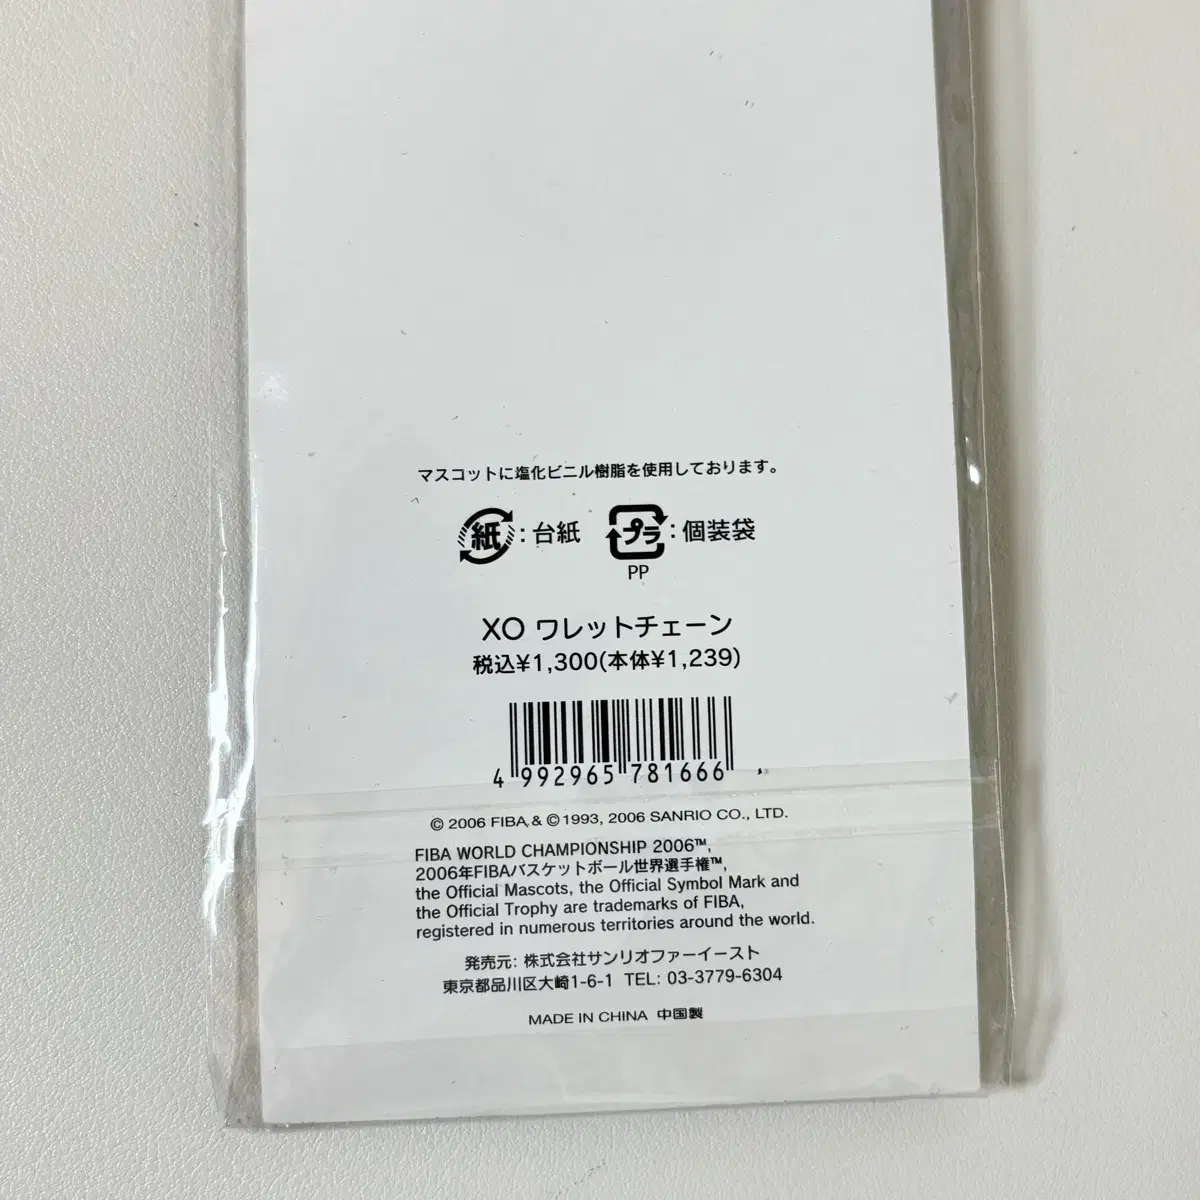 マスコットに塩化ビニル樹脂を使用しております。
紙:台紙 プラ:個装袋
PP
XO ワレットチェーン
税込¥1,300(本体¥1,239)
4 992965 781666
© 2006 FIBA, & © 1993, 2006 SANRIO CO., LTD.
FIBA WORLD CHAMPIONSHIP 2006™,
2006年FIBAバスケットボール世界選手権™,
the Official Mascots, the Official Symbol Mark and
the Official Trophy are trademarks of FIBA,
registered in numerous territories around the world.
発売元: 株式会社サンリオファーイースト
東京都品川区大崎1-6-1 TEL: 03-3779-6304
MADE IN CHINA 中国製